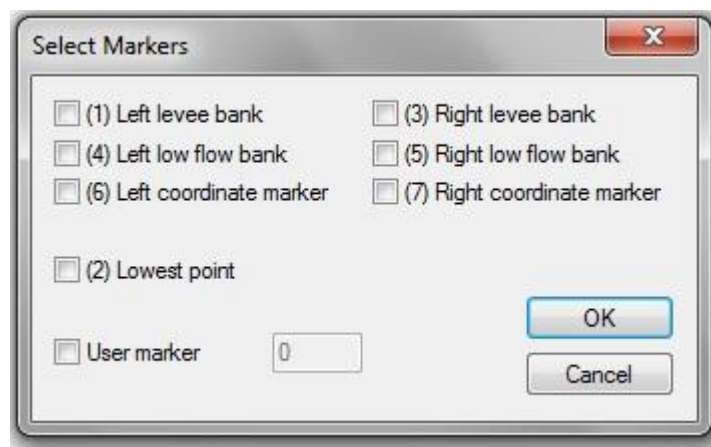 Select Markers
(1) Left levee bank
(3) Right levee bank
(4) Left low flow bank
(5) Right low flow bank
(6) Left coordinate marker
(7) Right coordinate marker
(2) Lowest point
User marker
0
OK
Cancel